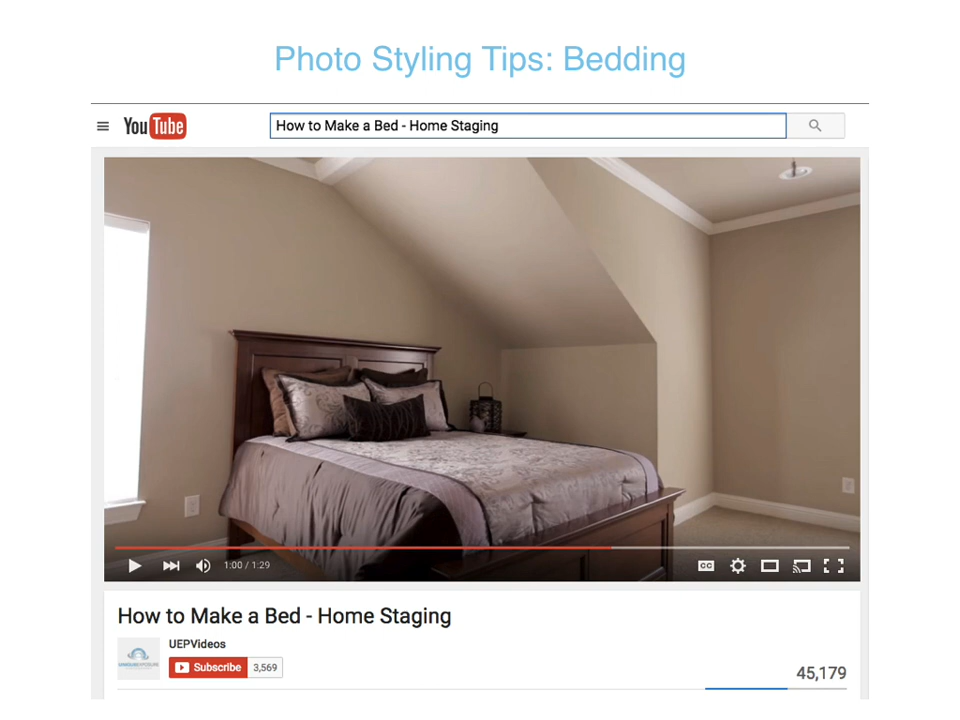 Photo Styling Tips: Bedding
YouTube
How to Make a Bed - Home Staging
1:00 / 1:29
CC
How to Make a Bed - Home Staging
UEPVideos
Subscribe 3,569
45,179